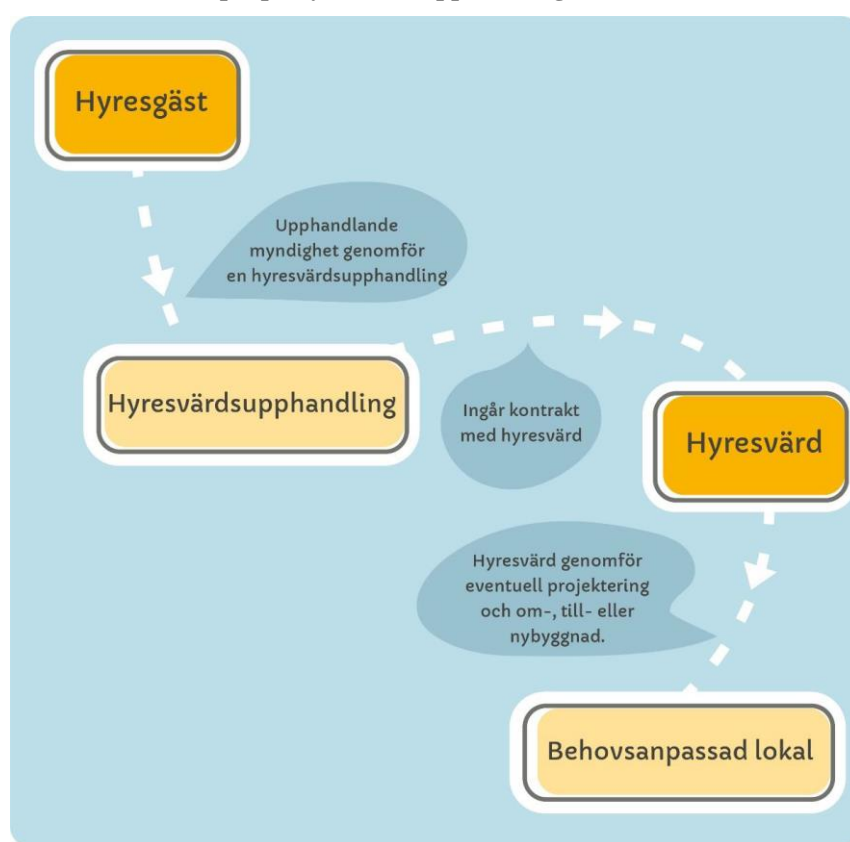 Hyresgäst
Upphandlande
myndighet genomför
en hyresvärdsupphandling
Hyresvärdsupphandling
Ingår kontrakt
med hyresvärd
Hyresvärd
Hyresvärd genomför
eventuell projektering
och om-, till- eller
nybyggnad.
Behovsanpassad lokal